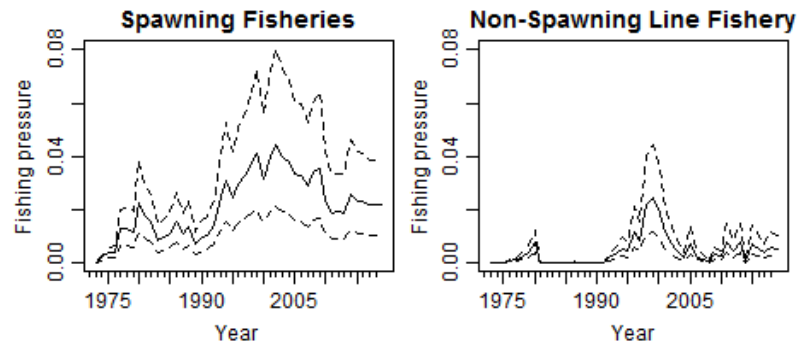 Spawning Fisheries
Fishing pressure
0.08
0.04
0.00
1975 1990 2005
Year
Non-Spawning Line Fishery
Fishing pressure
0.08
0.04
0.00
1975 1990 2005
Year